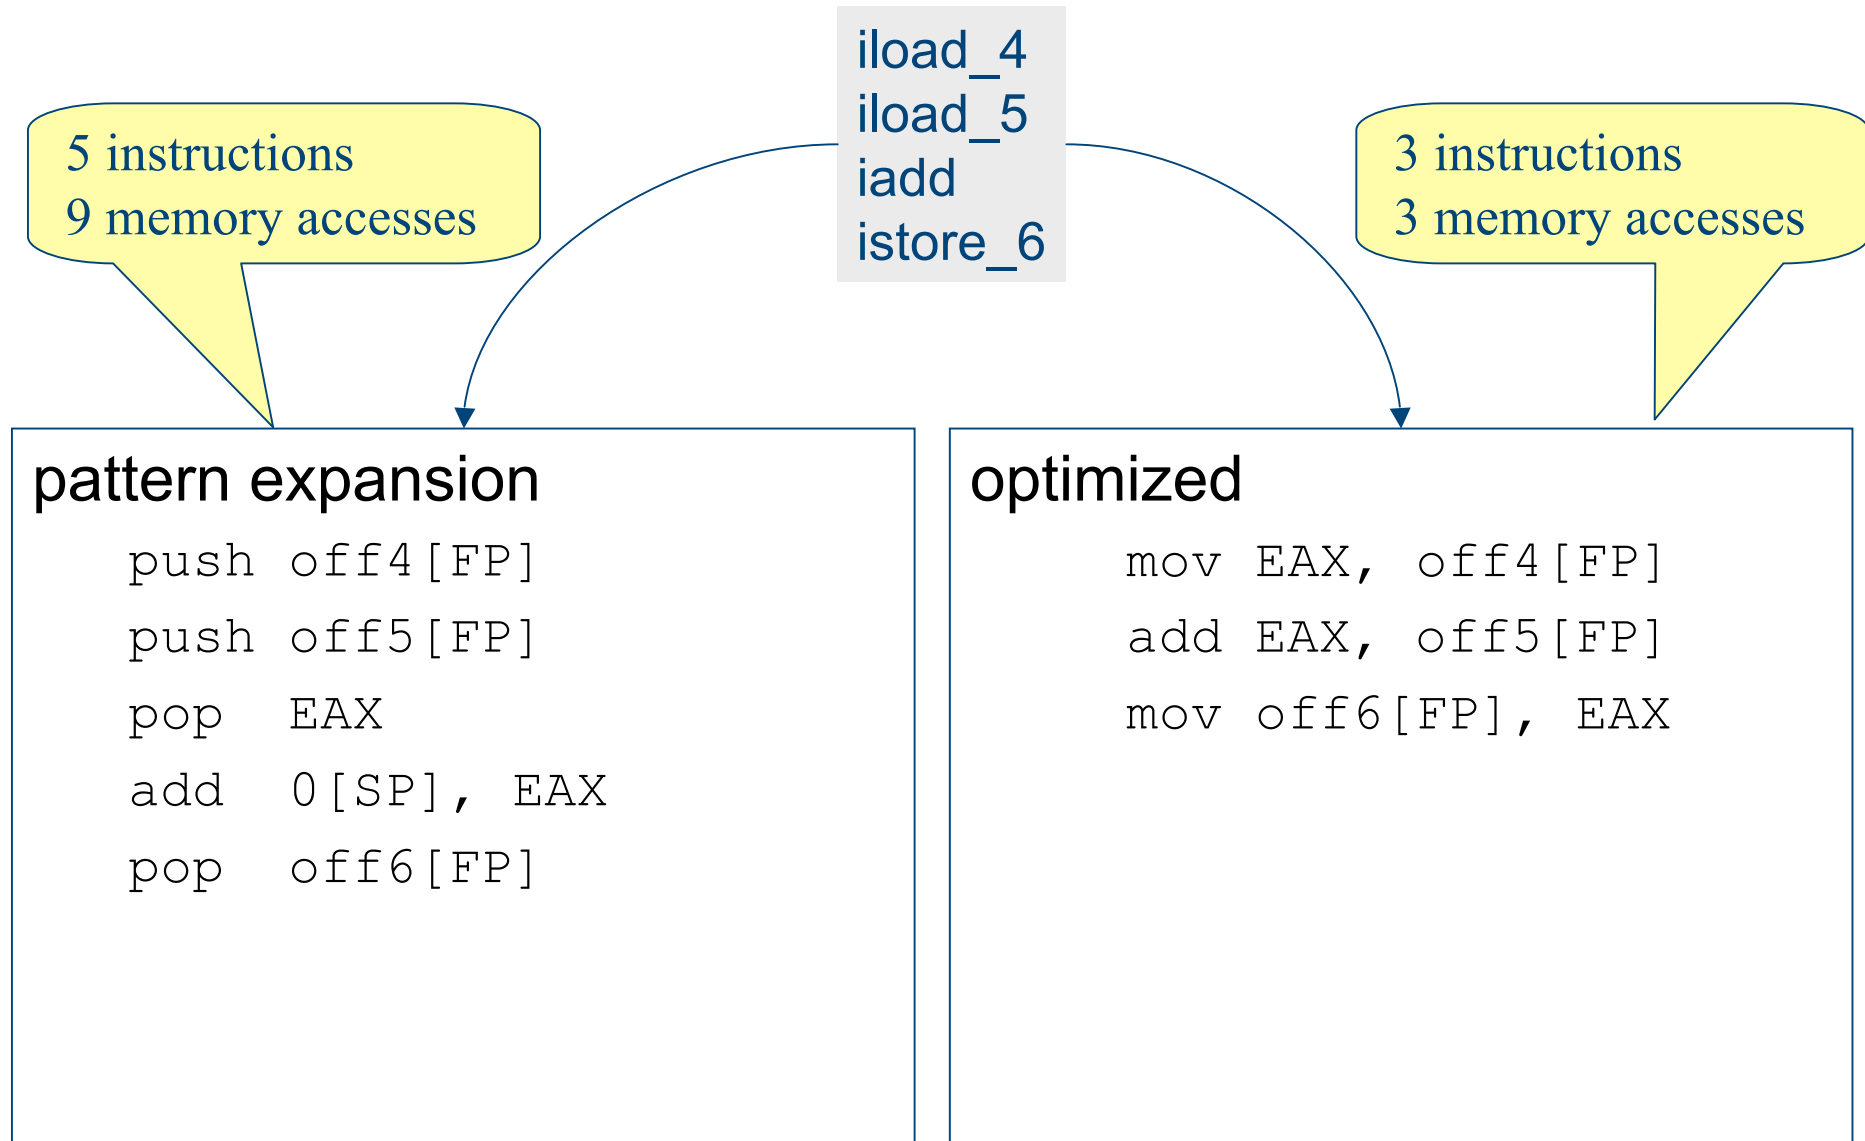 iload_4
iload_5
iadd
istore_6
5 instructions
9 memory accesses
3 instructions
3 memory accesses
pattern expansion
push off4[FP]
push off5[FP]
pop  EAX
add  0[SP], EAX
pop  off6[FP]
optimized
mov EAX, off4[FP]
add EAX, off5[FP]
mov off6[FP], EAX